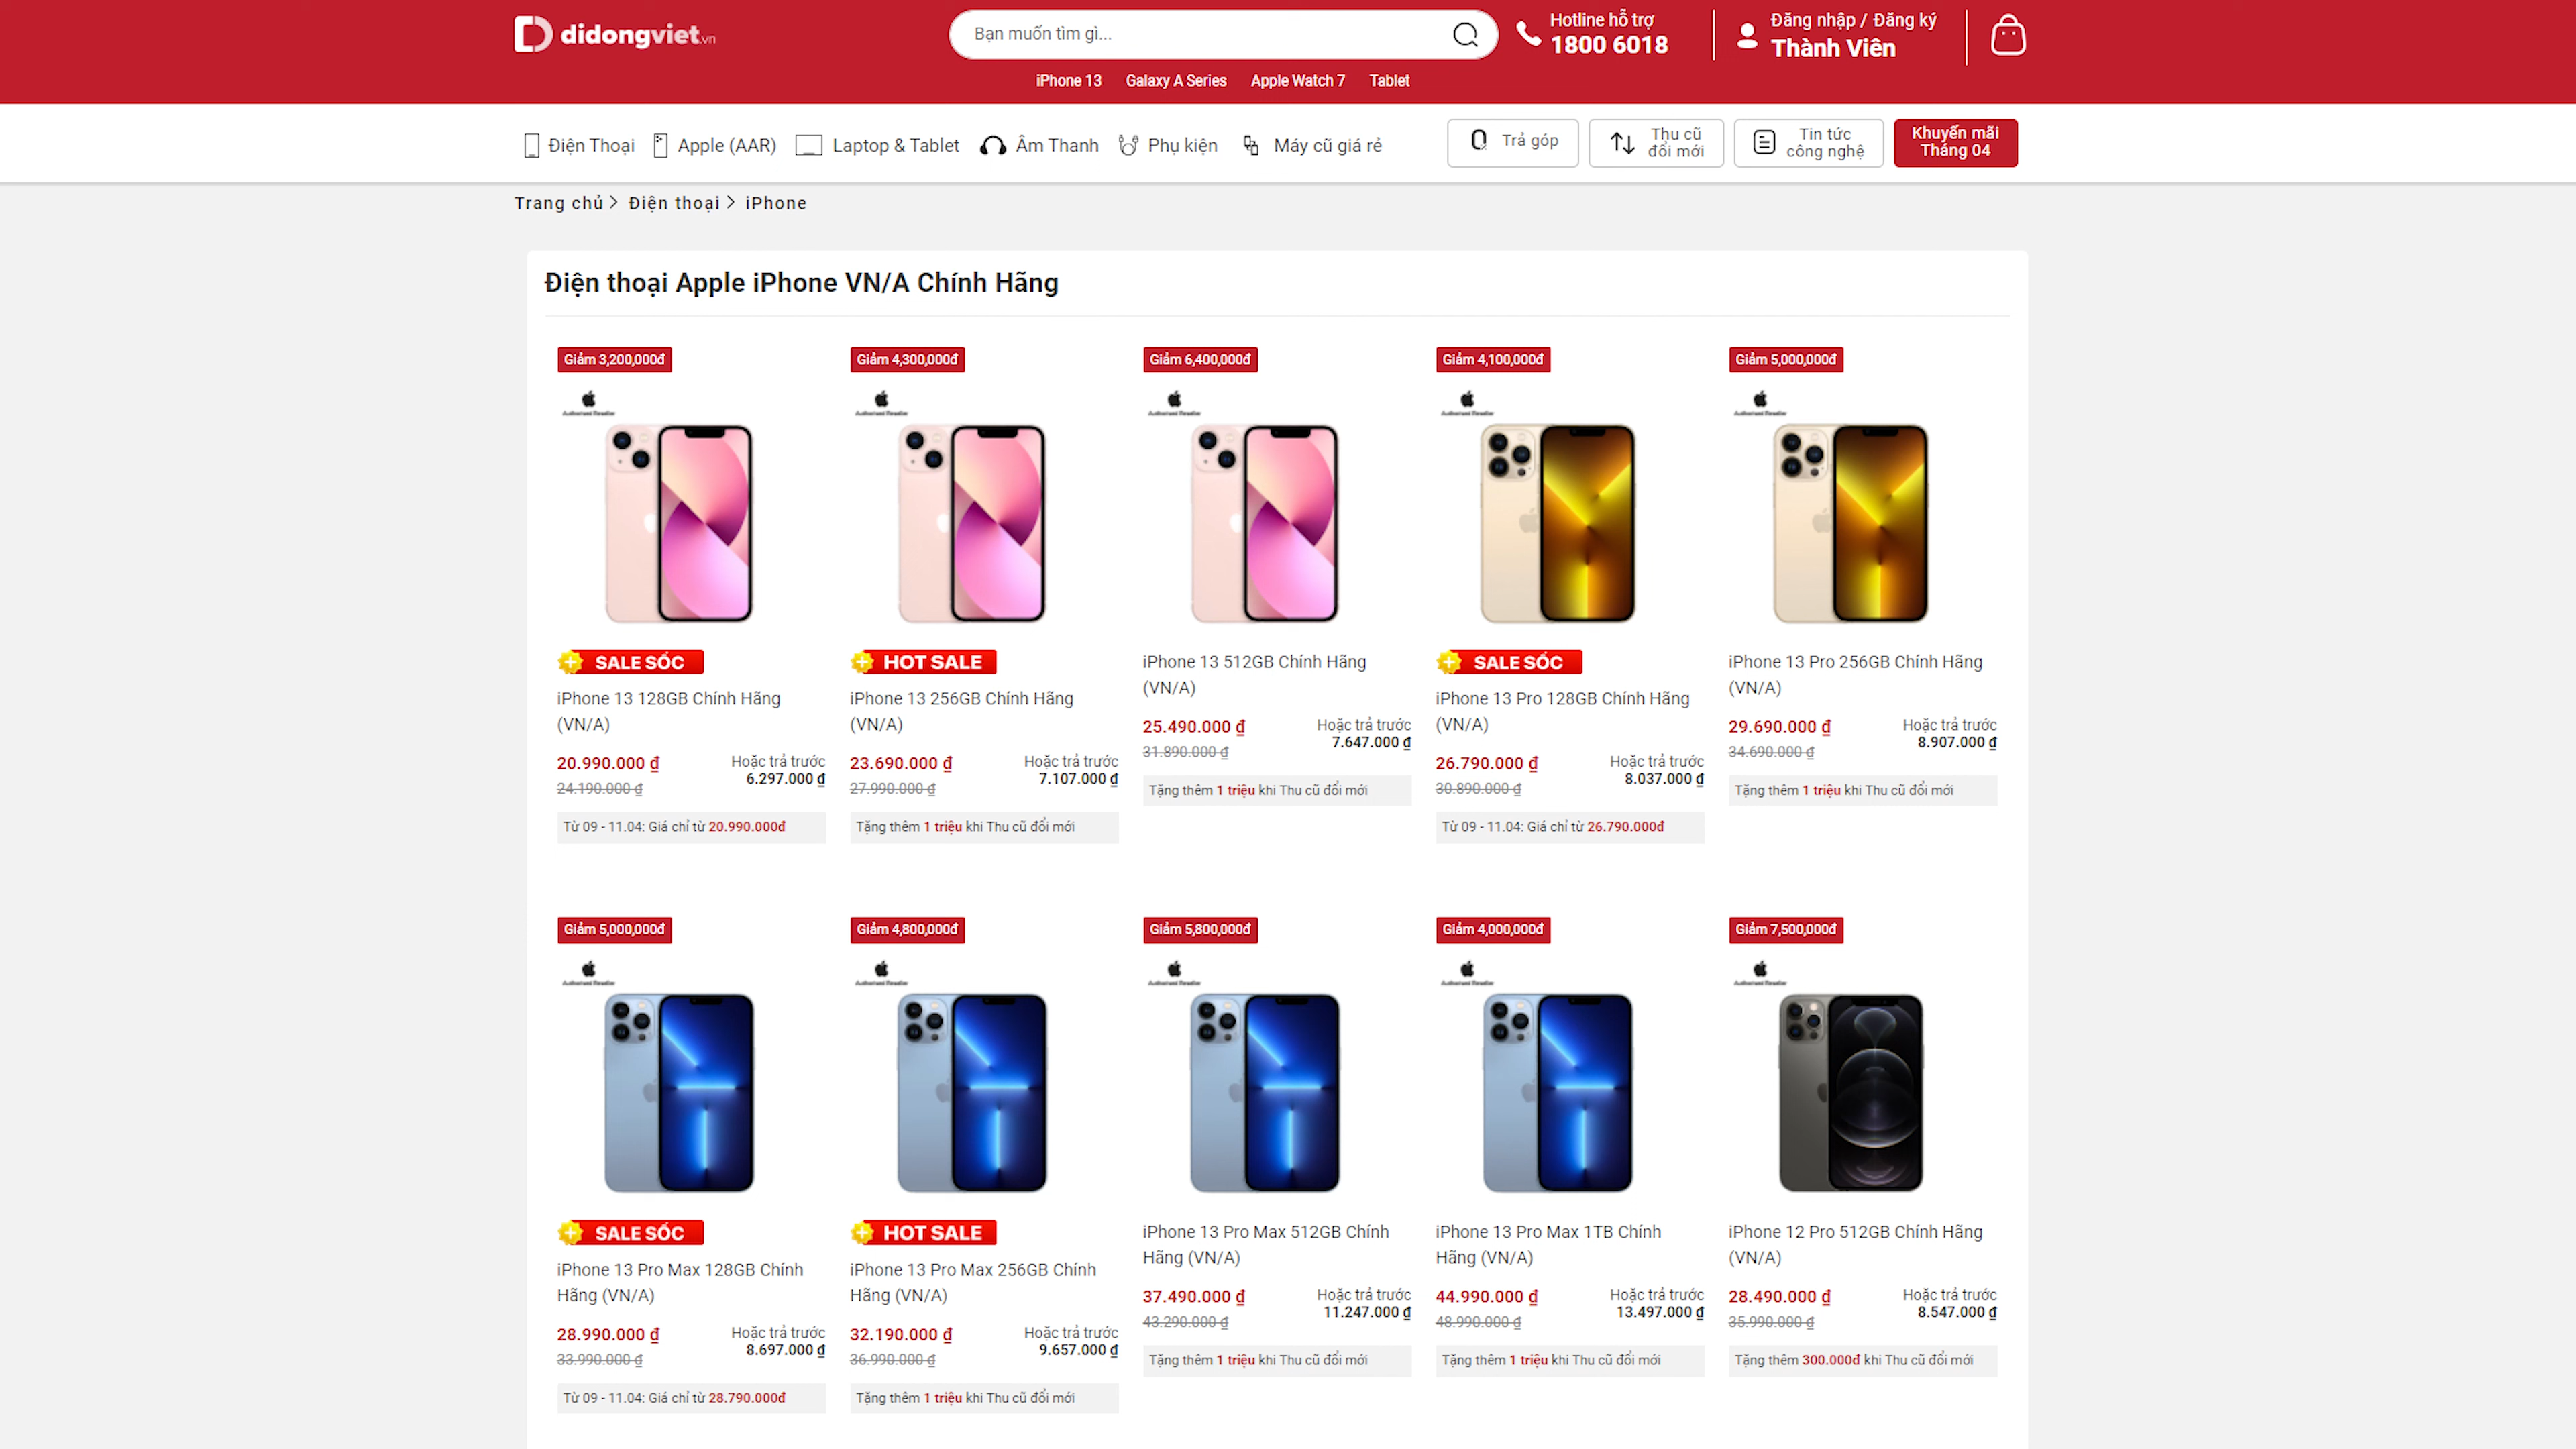 didongviet.vn
Bạn muốn tìm gì...
Hotline hỗ trợ
1800 6018
Đăng nhập / Đăng ký
Thành Viên
iPhone 13 Galaxy A Series Apple Watch 7 Tablet
Điện Thoại Apple (AAR) Laptop & Tablet Âm Thanh Phụ kiện Máy cũ giá rẻ
Trả góp
Thu cũ
đổi mới
Tin tức
công nghệ
Khuyến mãi
Tháng 04
Trang chủ > Điện thoại > iPhone
Điện thoại Apple iPhone VN/A Chính Hãng
Giảm 3,200,000đ
Authorised Reseller
SALE SỐC
iPhone 13 128GB Chính Hãng
(VN/A)
20.990.000 ₫
24.190.000 ₫
Hoặc trả trước
6.297.000 ₫
Từ 09 - 11.04: Giá chỉ từ 20.990.000đ
Giảm 4,300,000đ
Authorised Reseller
HOT SALE
iPhone 13 256GB Chính Hãng
(VN/A)
23.690.000 ₫
27.990.000 ₫
Hoặc trả trước
7.107.000 ₫
Tặng thêm 1 triệu khi Thu cũ đổi mới
Giảm 6,400,000đ
Authorised Reseller
iPhone 13 512GB Chính Hãng
(VN/A)
25.490.000 ₫
31.890.000 ₫
Hoặc trả trước
7.647.000 ₫
Tặng thêm 1 triệu khi Thu cũ đổi mới
Giảm 4,100,000đ
Authorised Reseller
SALE SỐC
iPhone 13 Pro 128GB Chính Hãng
(VN/A)
26.790.000 ₫
30.890.000 ₫
Hoặc trả trước
8.037.000 ₫
Từ 09 - 11.04: Giá chỉ từ 26.790.000đ
Giảm 5,000,000đ
Authorised Reseller
iPhone 13 Pro 256GB Chính Hãng
(VN/A)
29.690.000 ₫
34.690.000 ₫
Hoặc trả trước
8.907.000 ₫
Tặng thêm 1 triệu khi Thu cũ đổi mới
Giảm 5,000,000đ
Authorised Reseller
SALE SỐC
iPhone 13 Pro Max 128GB Chính
Hãng (VN/A)
28.990.000 ₫
33.990.000 ₫
Hoặc trả trước
8.697.000 ₫
Từ 09 - 11.04: Giá chỉ từ 28.790.000đ
Giảm 4,800,000đ
Authorised Reseller
HOT SALE
iPhone 13 Pro Max 256GB Chính
Hãng (VN/A)
32.190.000 ₫
36.990.000 ₫
Hoặc trả trước
9.657.000 ₫
Tặng thêm 1 triệu khi Thu cũ đổi mới
Giảm 5,800,000đ
Authorised Reseller
iPhone 13 Pro Max 512GB Chính
Hãng (VN/A)
37.490.000 ₫
43.290.000 ₫
Hoặc trả trước
11.247.000 ₫
Tặng thêm 1 triệu khi Thu cũ đổi mới
Giảm 4,000,000đ
Authorised Reseller
iPhone 13 Pro Max 1TB Chính
Hãng (VN/A)
44.990.000 ₫
48.990.000 ₫
Hoặc trả trước
13.497.000 ₫
Tặng thêm 1 triệu khi Thu cũ đổi mới
Giảm 7,500,000đ
Authorised Reseller
iPhone 12 Pro 512GB Chính Hãng
(VN/A)
28.490.000 ₫
35.990.000 ₫
Hoặc trả trước
8.547.000 ₫
Tặng thêm 300.000đ khi Thu cũ đổi mới